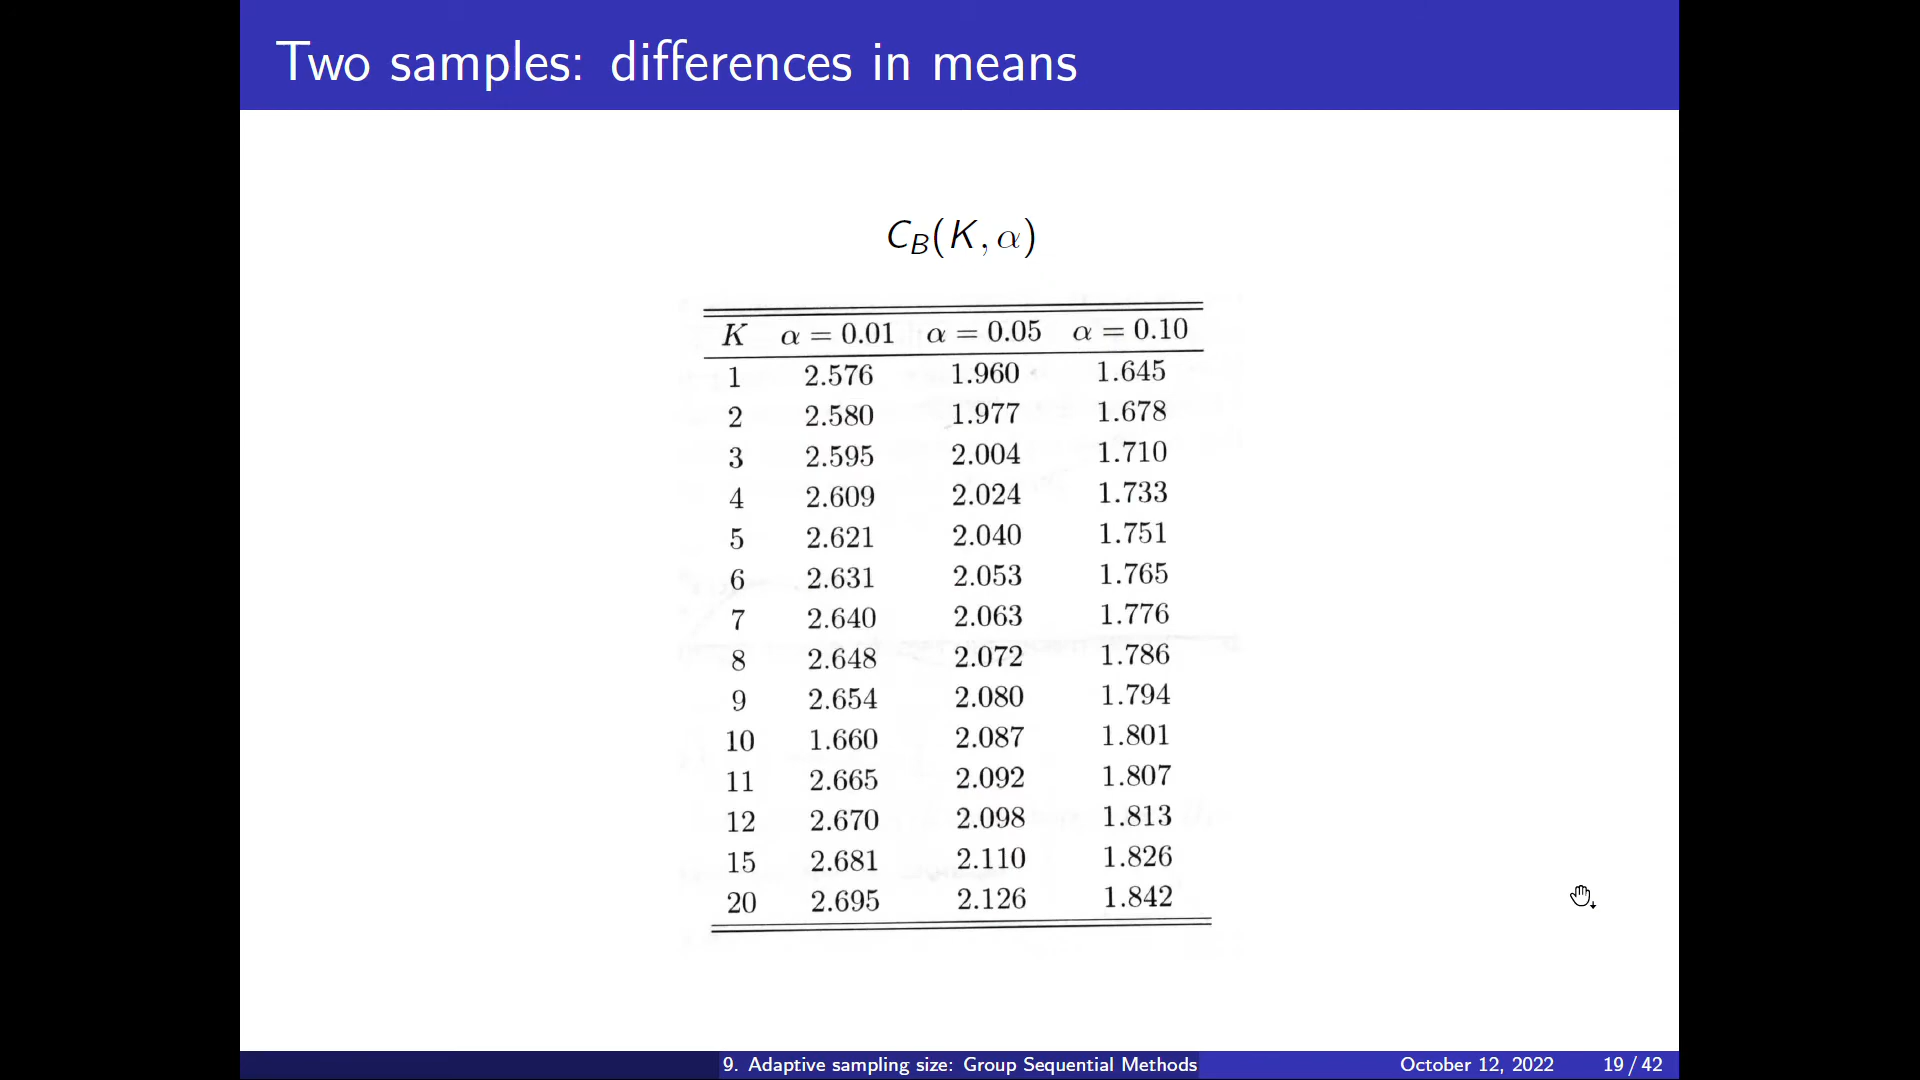 Two samples: differences in means
C_B(K, α)
K α = 0.01 α = 0.05 α = 0.10
1 2.576 1.960 1.645
2 2.580 1.977 1.678
3 2.595 2.004 1.710
4 2.609 2.024 1.733
5 2.621 2.040 1.751
6 2.631 2.053 1.765
7 2.640 2.063 1.776
8 2.648 2.072 1.786
9 2.654 2.080 1.794
10 1.660 2.087 1.801
11 2.665 2.092 1.807
12 2.670 2.098 1.813
15 2.681 2.110 1.826
20 2.695 2.126 1.842
9. Adaptive sampling size: Group Sequential Methods October 12, 2022 19 / 42